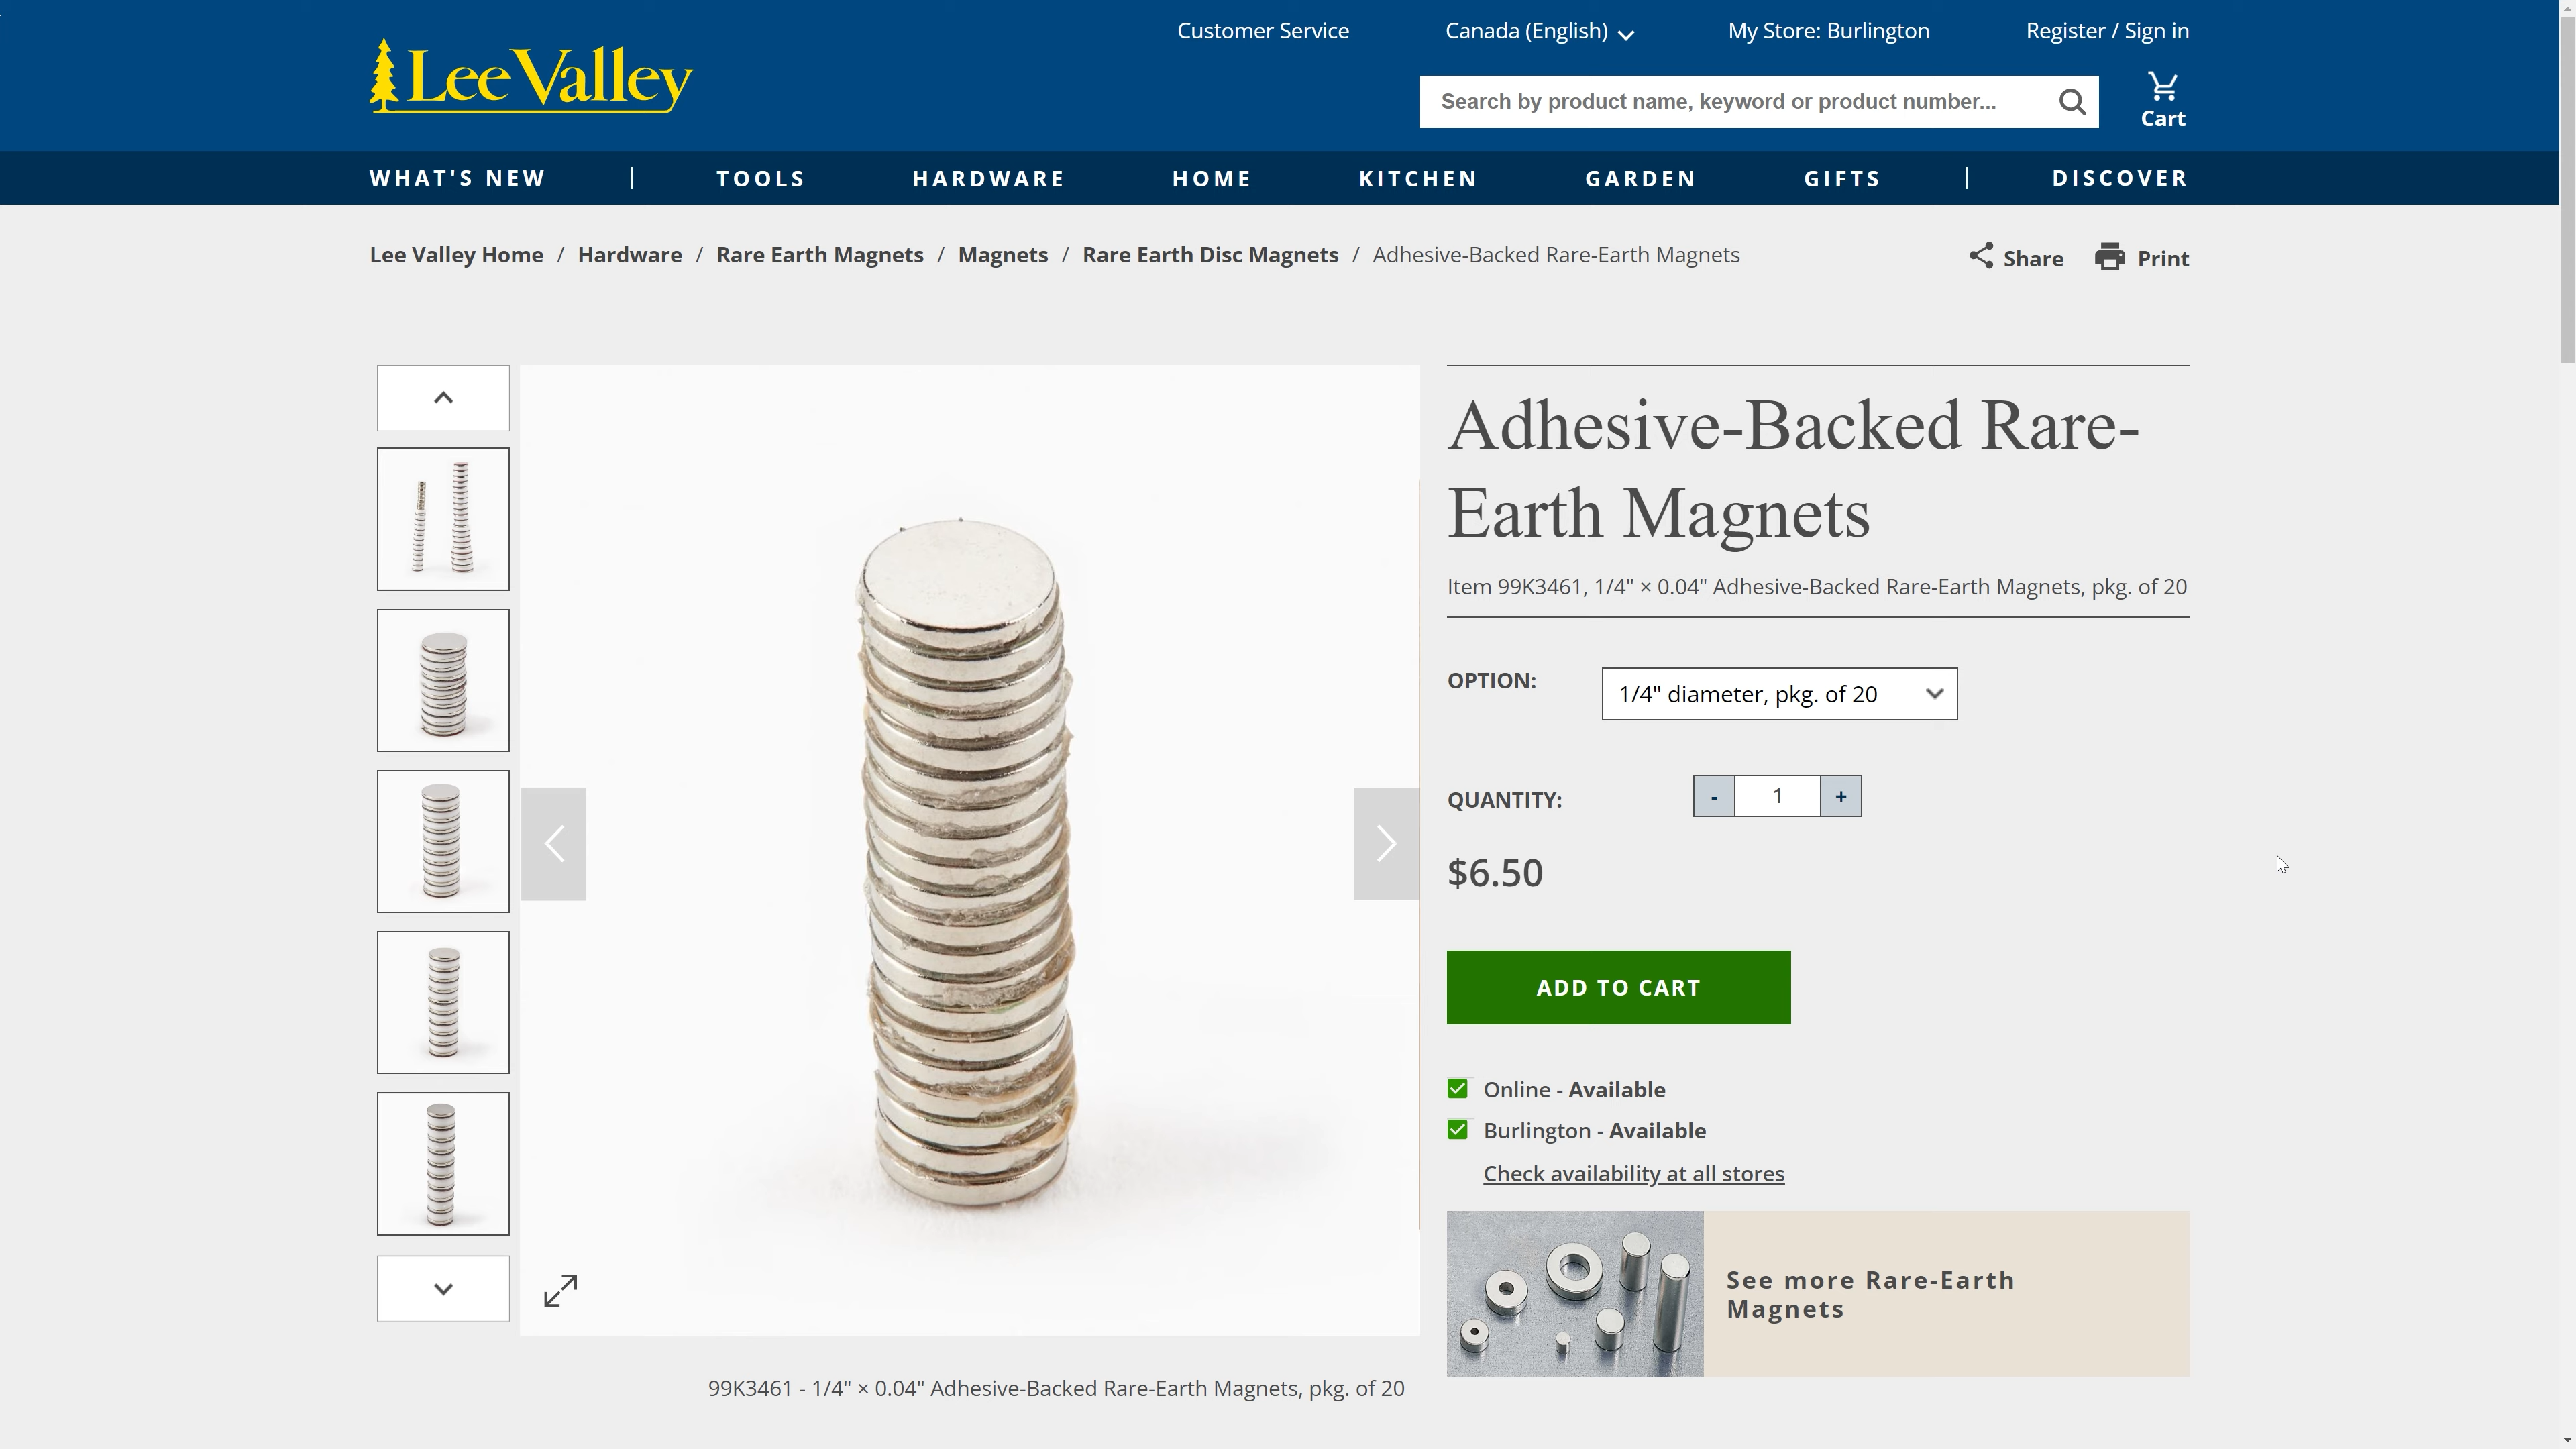 Customer Service
Canada (English)
My Store: Burlington
Register / Sign in
Lee Valley
Search by product name, keyword or product number...
Cart
WHAT'S NEW
TOOLS
HARDWARE
HOME
KITCHEN
GARDEN
GIFTS
DISCOVER
Lee Valley Home / Hardware / Rare Earth Magnets / Magnets / Rare Earth Disc Magnets / Adhesive-Backed Rare-Earth Magnets
Share
Print
Adhesive-Backed Rare-
Earth Magnets
Item 99K3461, 1/4" × 0.04" Adhesive-Backed Rare-Earth Magnets, pkg. of 20
OPTION:
1/4" diameter, pkg. of 20
QUANTITY:
- 1 +
$6.50
ADD TO CART
Online - Available
Burlington - Available
Check availability at all stores
See more Rare-Earth
Magnets
99K3461 - 1/4" × 0.04" Adhesive-Backed Rare-Earth Magnets, pkg. of 20